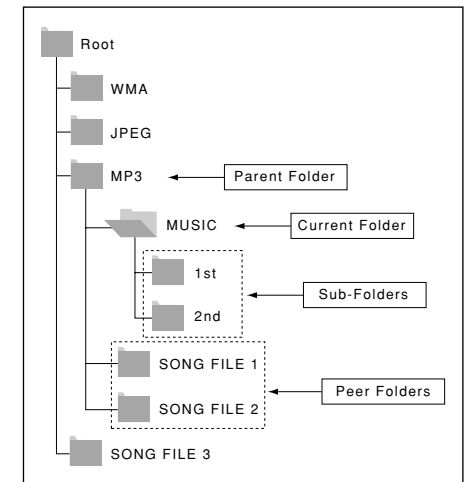 Root
WMA
JPEG
MP3
Parent Folder
MUSIC
Current Folder
1st
Sub-Folders
2nd
SONG FILE 1
Peer Folders
SONG FILE 2
SONG FILE 3